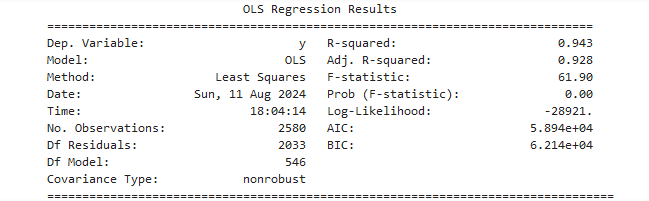 OLS Regression Results
==============================================================================
Dep. Variable: y R-squared: 0.943
Model: OLS Adj. R-squared: 0.928
Method: Least Squares F-statistic: 61.90
Date: Sun, 11 Aug 2024 Prob (F-statistic): 0.00
Time: 18:04:14 Log-Likelihood: -28921.
No. Observations: 2580 AIC: 5.894e+04
Df Residuals: 2033 BIC: 6.214e+04
Df Model: 546
Covariance Type: nonrobust
=================================================================================